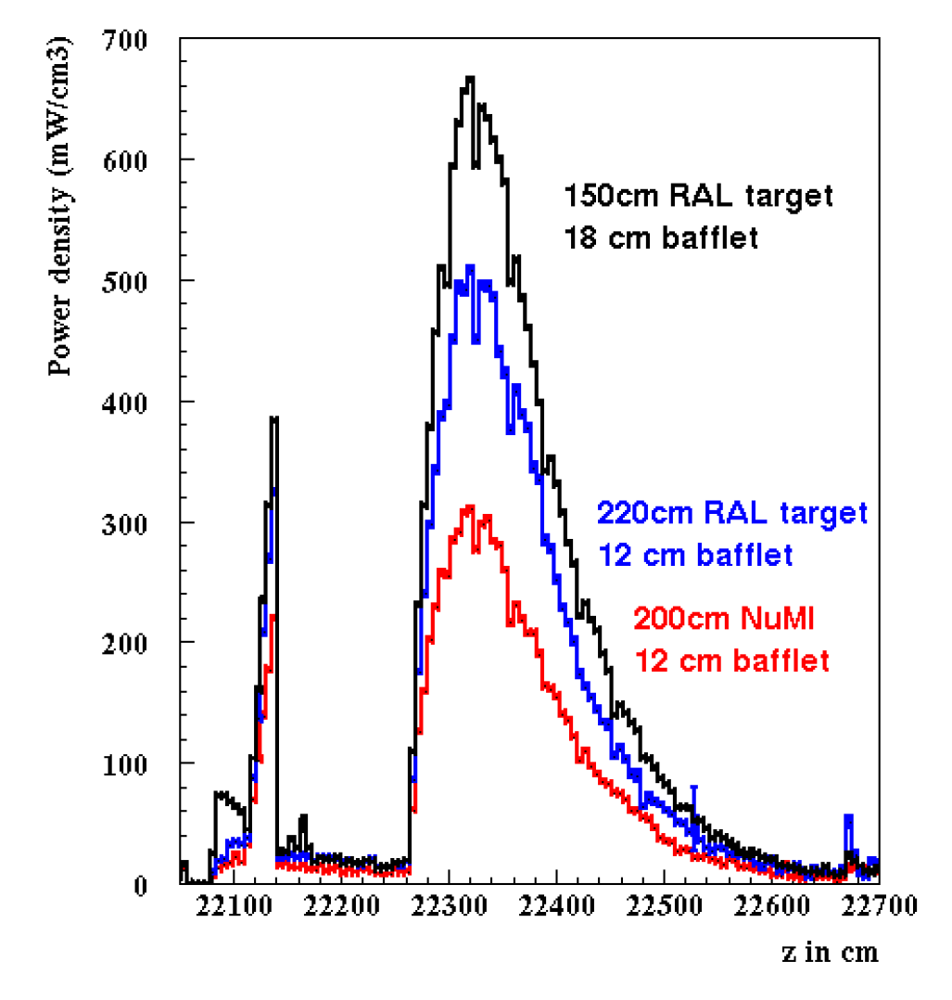 Power density (mW/cm3)
700
600
500
400
300
200
100
0
150cm RAL target
18 cm bafflet
220cm RAL target
12 cm bafflet
200cm NuMI
12 cm bafflet
22100 22200 22300 22400 22500 22600 22700
z in cm